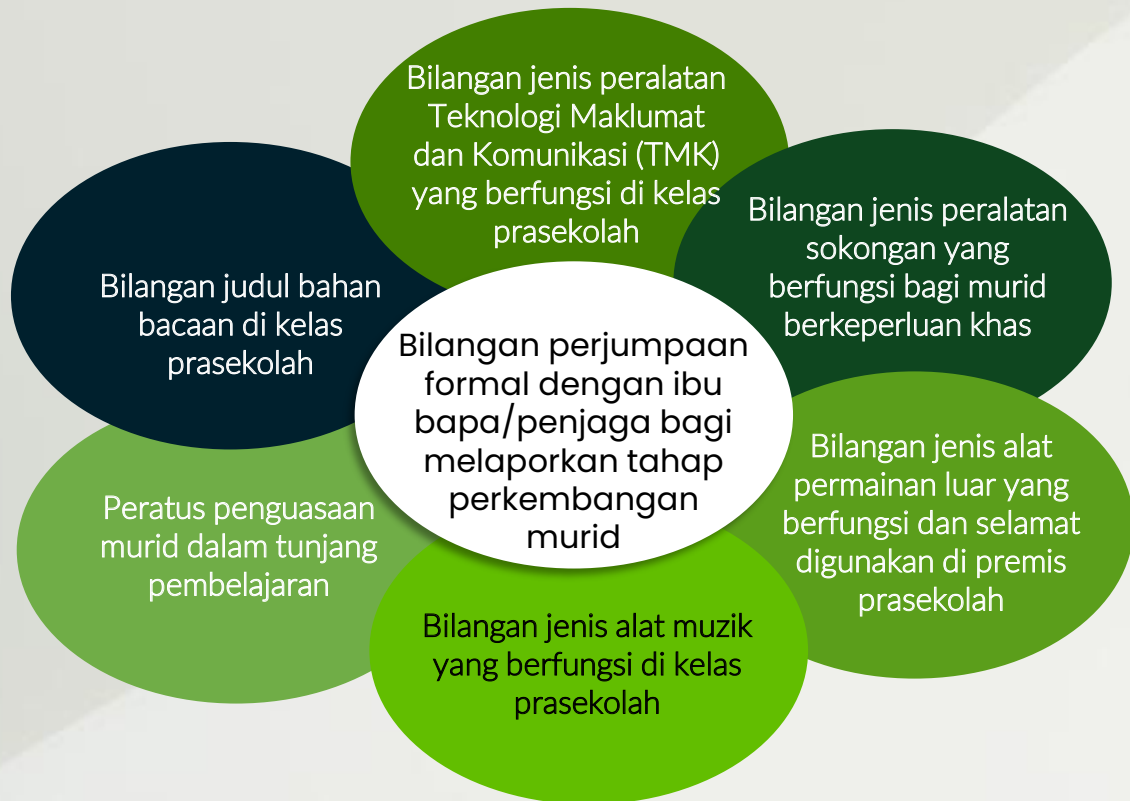 Bilangan jenis peralatan
Teknologi Maklumat
dan Komunikasi (TMK)
yang berfungsi di kelas
prasekolah
Bilangan jenis peralatan
sokongan yang
berfungsi bagi murid
berkeperluan khas
Bilangan judul bahan
bacaan di kelas
prasekolah
Bilangan perjumpaan
formal dengan ibu
bapa/penjaga bagi
melaporkan tahap
perkembangan
murid
Bilangan jenis alat
permainan luar yang
berfungsi dan selamat
digunakan di premis
prasekolah
Peratus penguasaan
murid dalam tunjang
pembelajaran
Bilangan jenis alat muzik
yang berfungsi di kelas
prasekolah